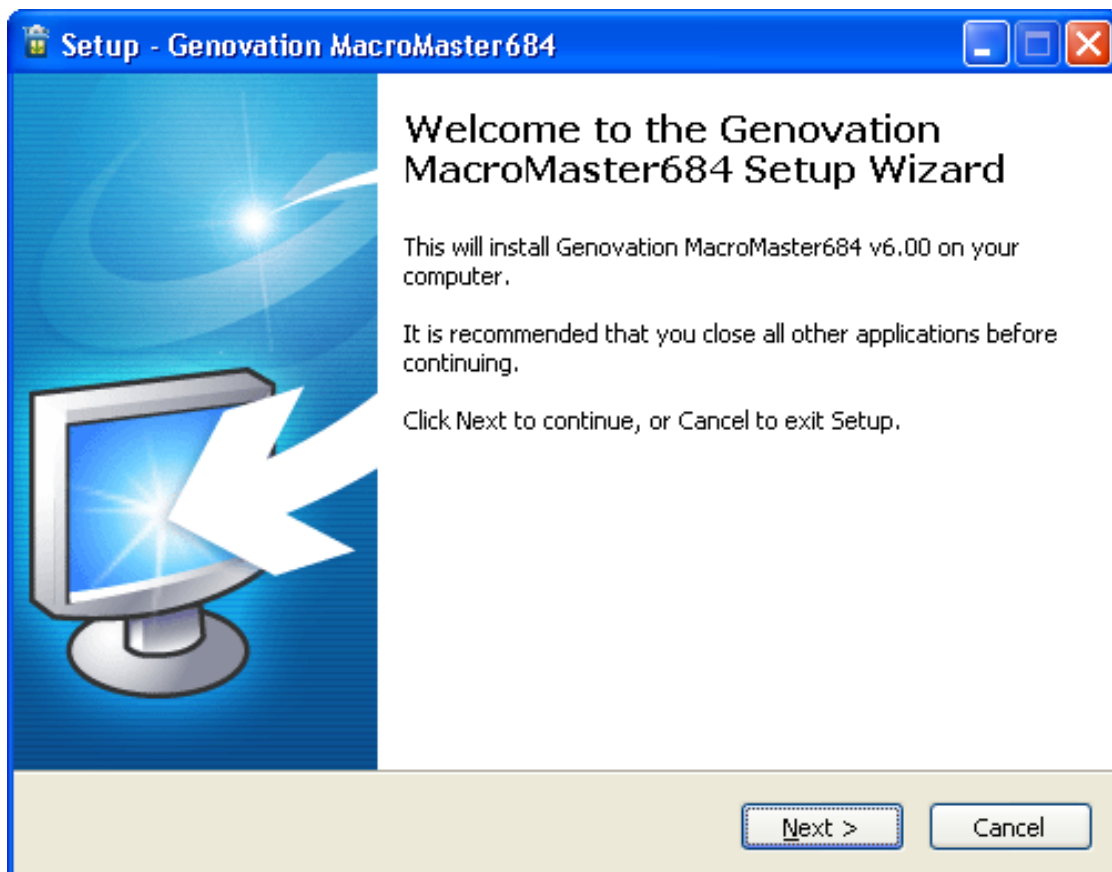 Setup - Genovation MacroMaster684
Welcome to the Genovation
MacroMaster684 Setup Wizard
This will install Genovation MacroMaster684 v6.00 on your
computer.
It is recommended that you close all other applications before
continuing.
Click Next to continue, or Cancel to exit Setup.
Next >
Cancel